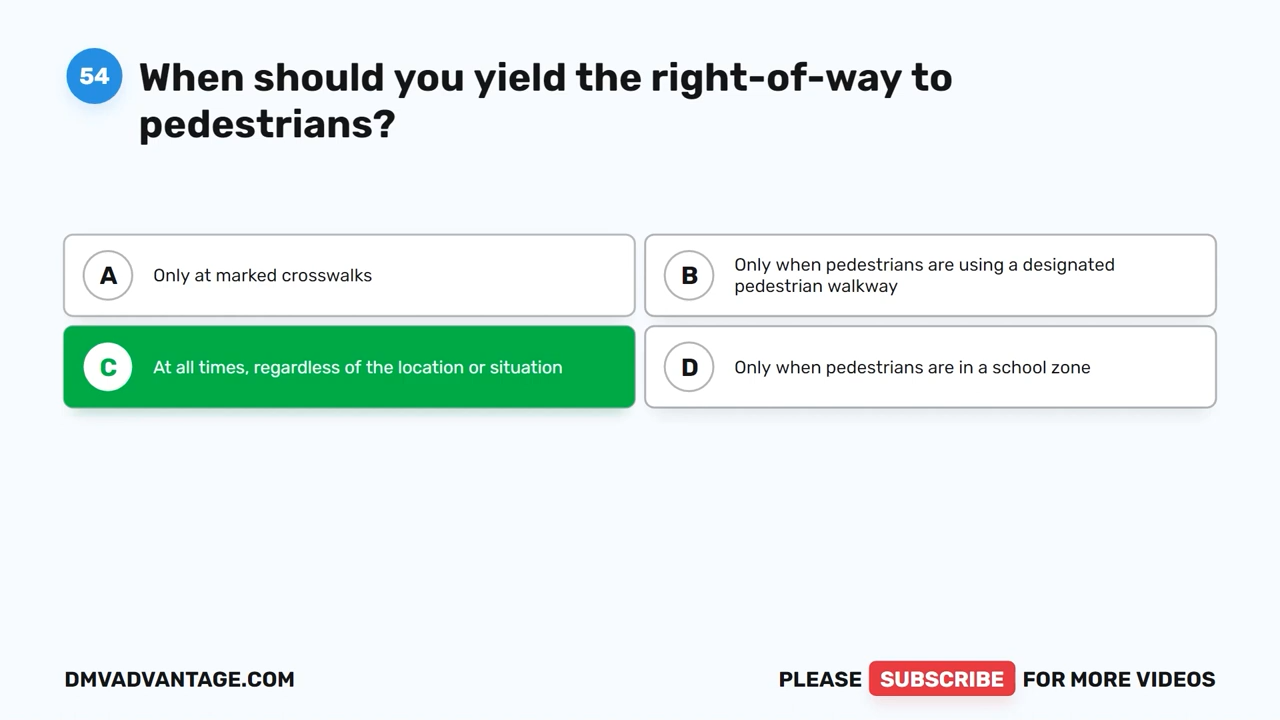 54
When should you yield the right-of-way to
pedestrians?
A
Only at marked crosswalks
B
Only when pedestrians are using a designated
pedestrian walkway
C
At all times, regardless of the location or situation
D
Only when pedestrians are in a school zone
DMVADVANTAGE.COM
PLEASE SUBSCRIBE FOR MORE VIDEOS